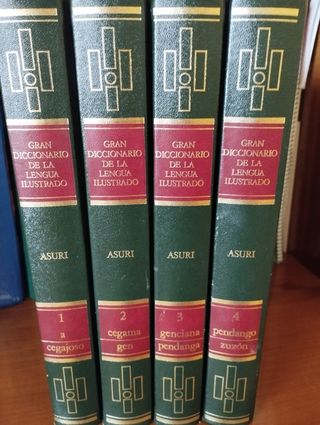 GRAN
DICCIONARIO
DE LA
LENGUA
ILUSTRADO
ASURI
1
a
cegajoso
GRAN
DICCIONARIO
DE LA
LENGUA
ILUSTRADO
ASURI
2
cegama
gen
GRAN
DICCIONARIO
DE LA
LENGUA
ILUSTRADO
ASURI
3
genciana
pendanga
GRAN
DICCIONARIO
DE LA
LENGUA
ILUSTRADO
ASURI
4
pendango
zuzón